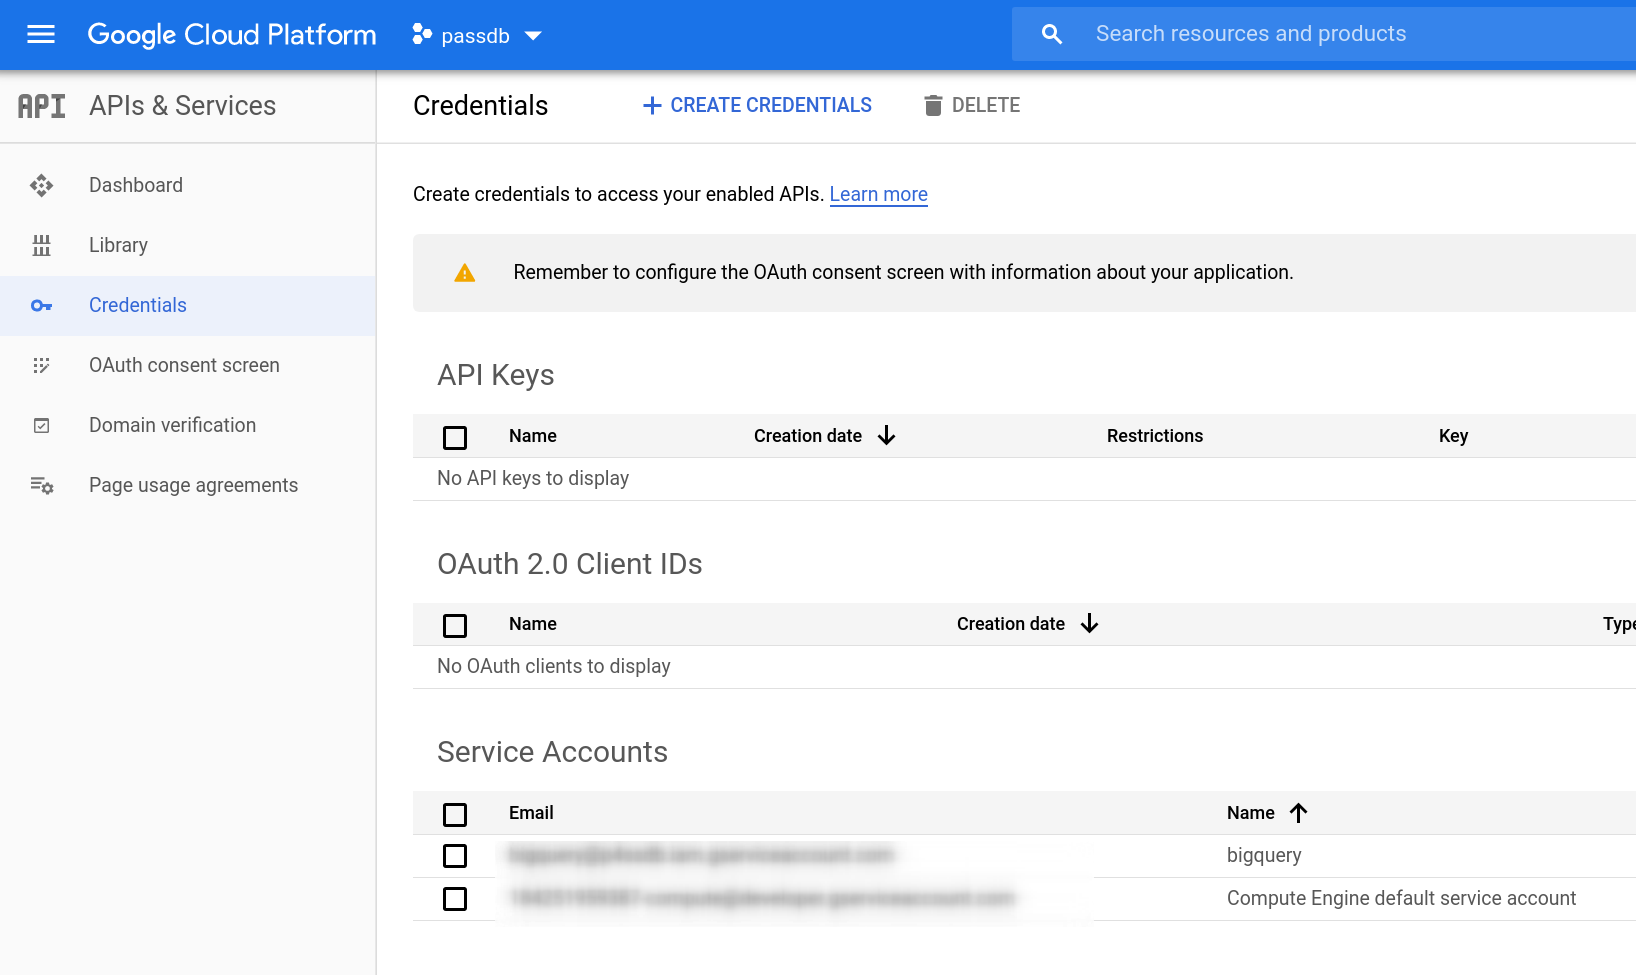 Google Cloud Platform passdb Search resources and products
API APIs & Services
Credentials CREATE CREDENTIALS DELETE
Dashboard
Library
Credentials
OAuth consent screen
Domain verification
Page usage agreements
Create credentials to access your enabled APIs. Learn more
Remember to configure the OAuth consent screen with information about your application.
API Keys
Name Creation date Restrictions Key
No API keys to display
OAuth 2.0 Client IDs
Name Creation date Type
No OAuth clients to display
Service Accounts
Email Name
bigquery
Compute Engine default service account